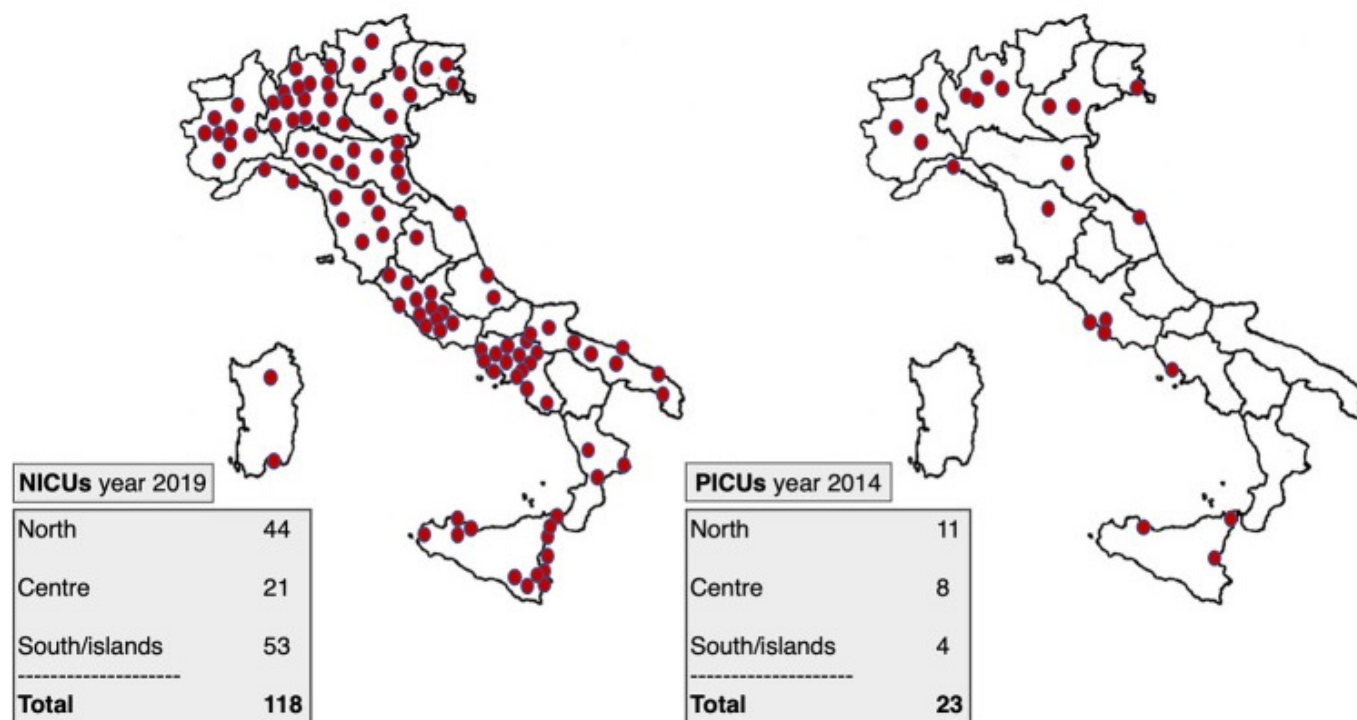 NICUs year 2019
North 44
Centre 21
South/islands 53
--------------------
Total 118
PICUs year 2014
North 11
Centre 8
South/islands 4
--------------------
Total 23